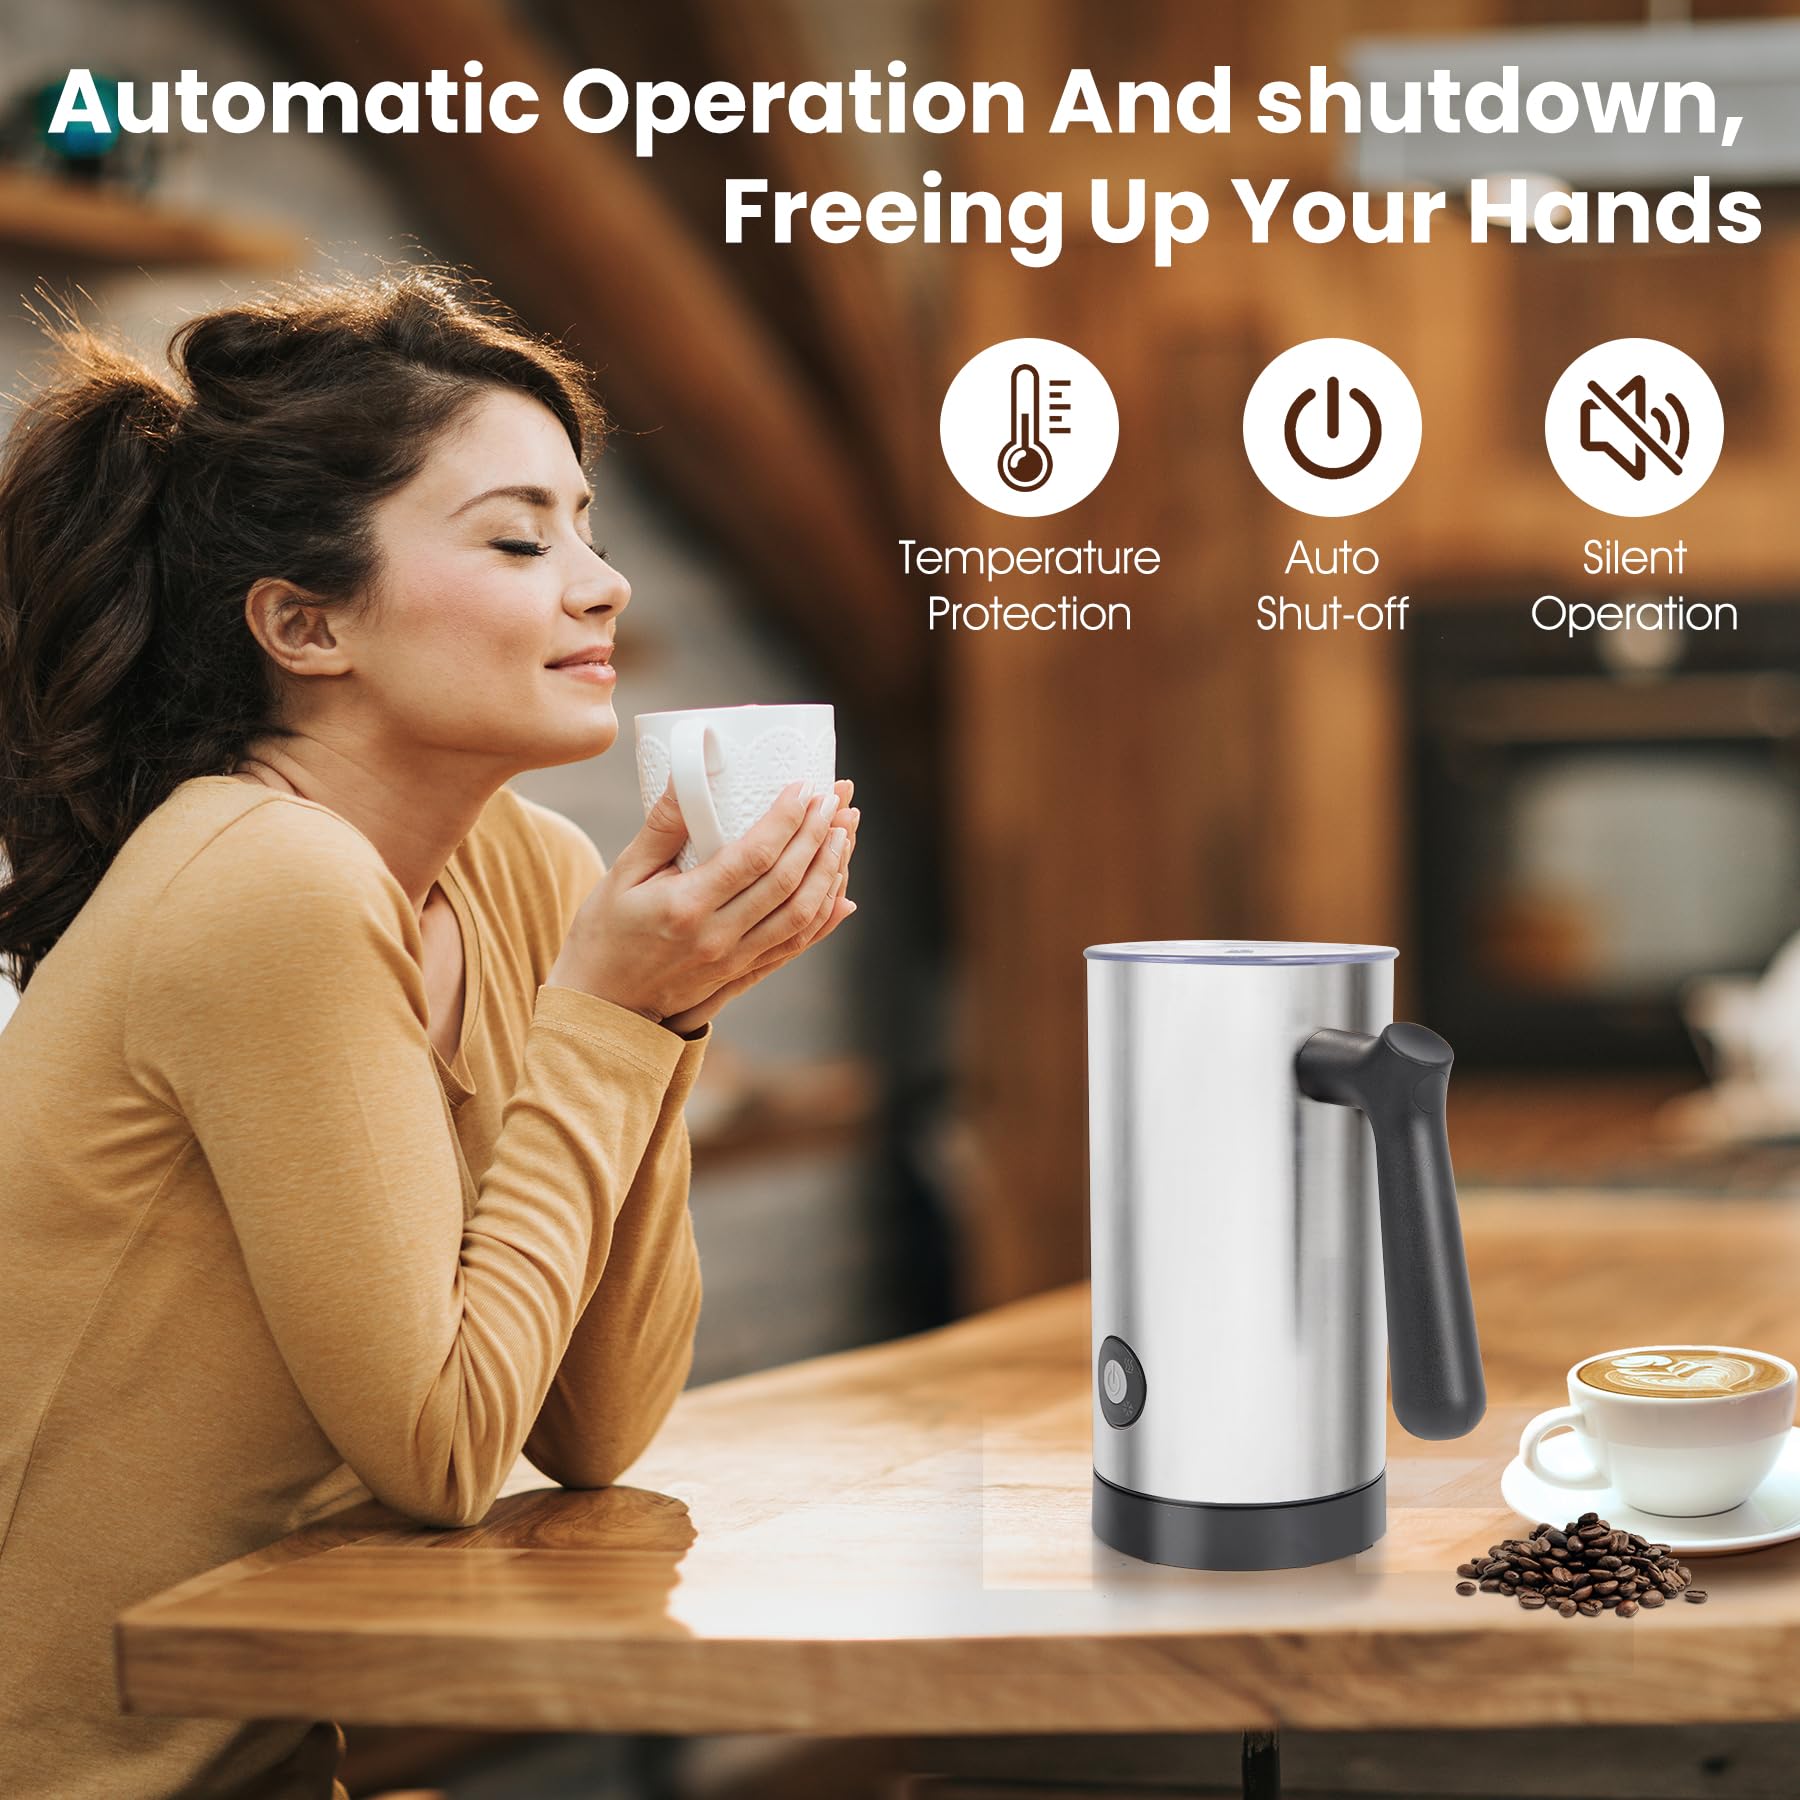 Automatic Operation And shutdown,
Freeing Up Your Hands
Temperature
Protection
Auto
Shut-off
Silent
Operation